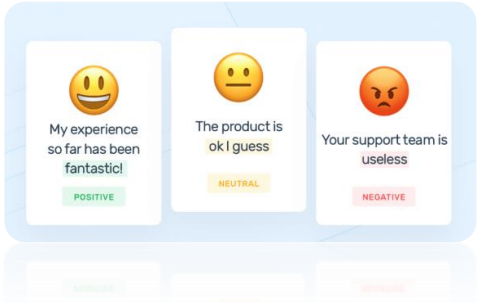 My experience
so far has been
fantastic!
POSITIVE
The product is
ok I guess
NEUTRAL
Your support team is
useless
NEGATIVE